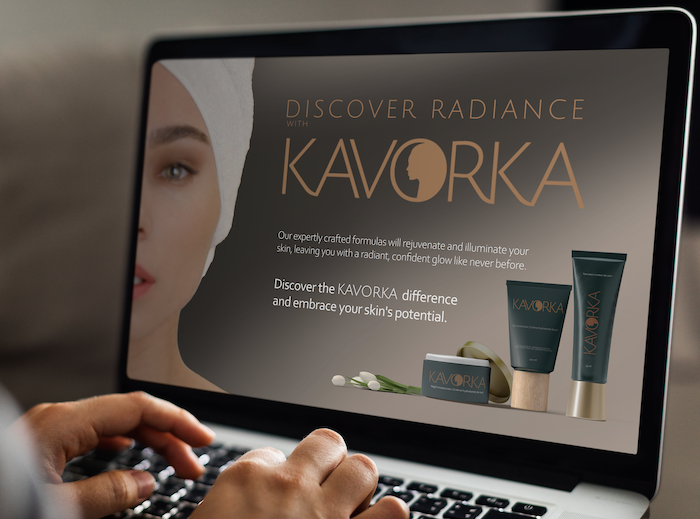 DISCOVER RADIANCE
WITH
KAVORKA
Our expertly crafted formulas will rejuvenate and illuminate your
skin, leaving you with a radiant, confident glow like never before.
Discover the KAVORKA difference
and embrace your skin's potential.
KAVORKA
KAVORKA
KAVORKA